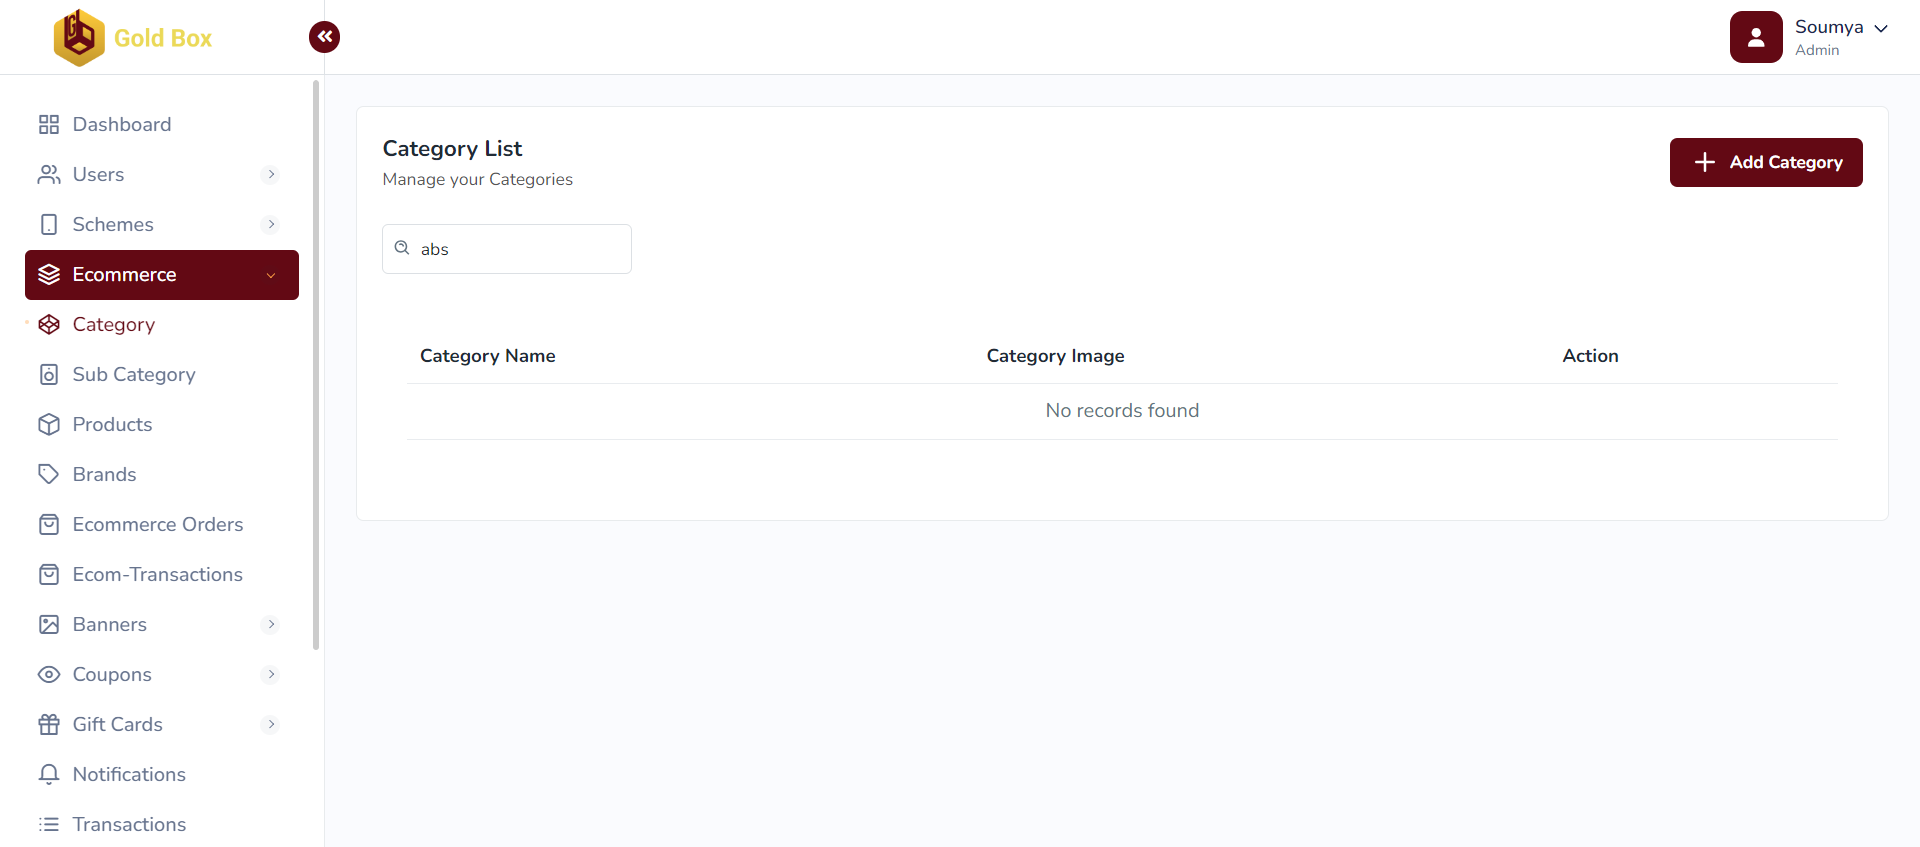 Gold Box
Soumya
Admin
Dashboard
Users
Schemes
Ecommerce
Category
Sub Category
Products
Brands
Ecommerce Orders
Ecom-Transactions
Banners
Coupons
Gift Cards
Notifications
Transactions
Category List
Manage your Categories
Add Category
abs
Category Name Category Image Action
No records found